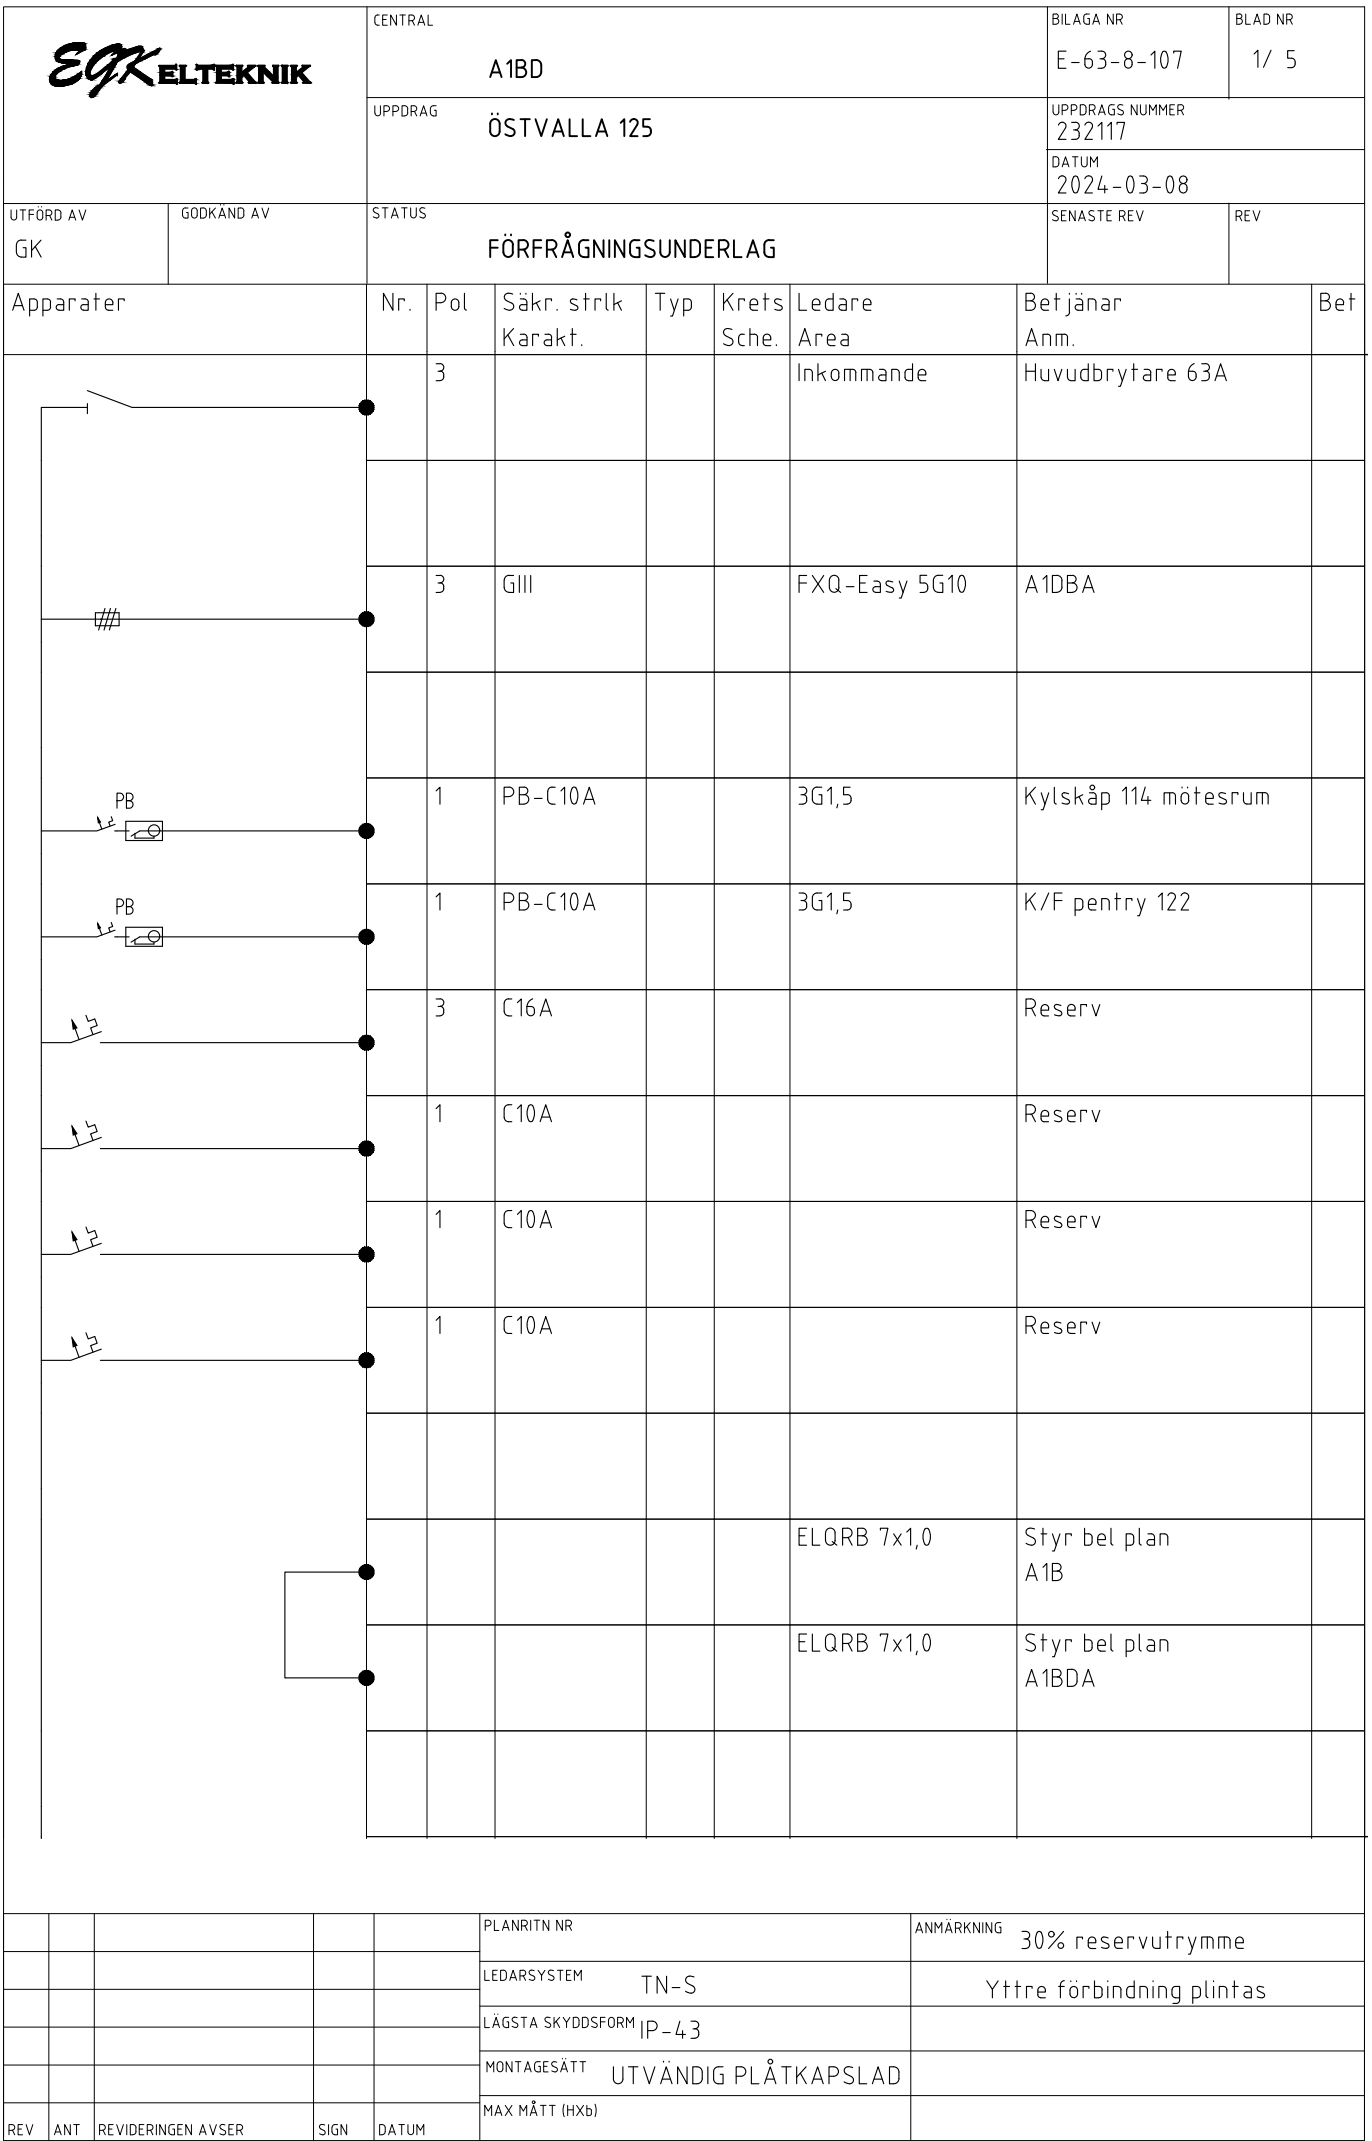 EGK ELTEKNIK
CENTRAL
A1BD
BILAGA NR
E-63-8-107
BLAD NR
1/ 5
UPPDRAG
ÖSTVALLA 125
UPPDRAGS NUMMER
232117
DATUM
2024-03-08
UTFÖRD AV
GK
GODKÄND AV
STATUS
FÖRFRÅGNINGSUNDERLAG
SENASTE REV
REV
Apparater Nr. Pol Säkr. strlk Typ Krets Ledare Betjänar Bet
Karakt. Sche. Area Anm.
3 Inkommande Huvudbrytare 63A
3 GIII FXQ-Easy 5G10 A1DBA
PB 1 PB-C10A 3G1,5 Kylskåp 114 mötesrum
PB 1 PB-C10A 3G1,5 K/F pentry 122
3 C16A Reserv
1 C10A Reserv
1 C10A Reserv
1 C10A Reserv
ELQRB 7x1,0 Styr bel plan
A1B
ELQRB 7x1,0 Styr bel plan
A1BDA
PLANRITN NR
ANMÄRKNING 30% reservutrymme
LEDARSYSTEM TN-S
Yttre förbindning plintas
LÄGSTA SKYDDSFORM IP-43
MONTAGESÄTT UTVÄNDIG PLÅTKAPSLAD
MAX MÅTT (HXb)
REV ANT REVIDERINGEN AVSER SIGN DATUM